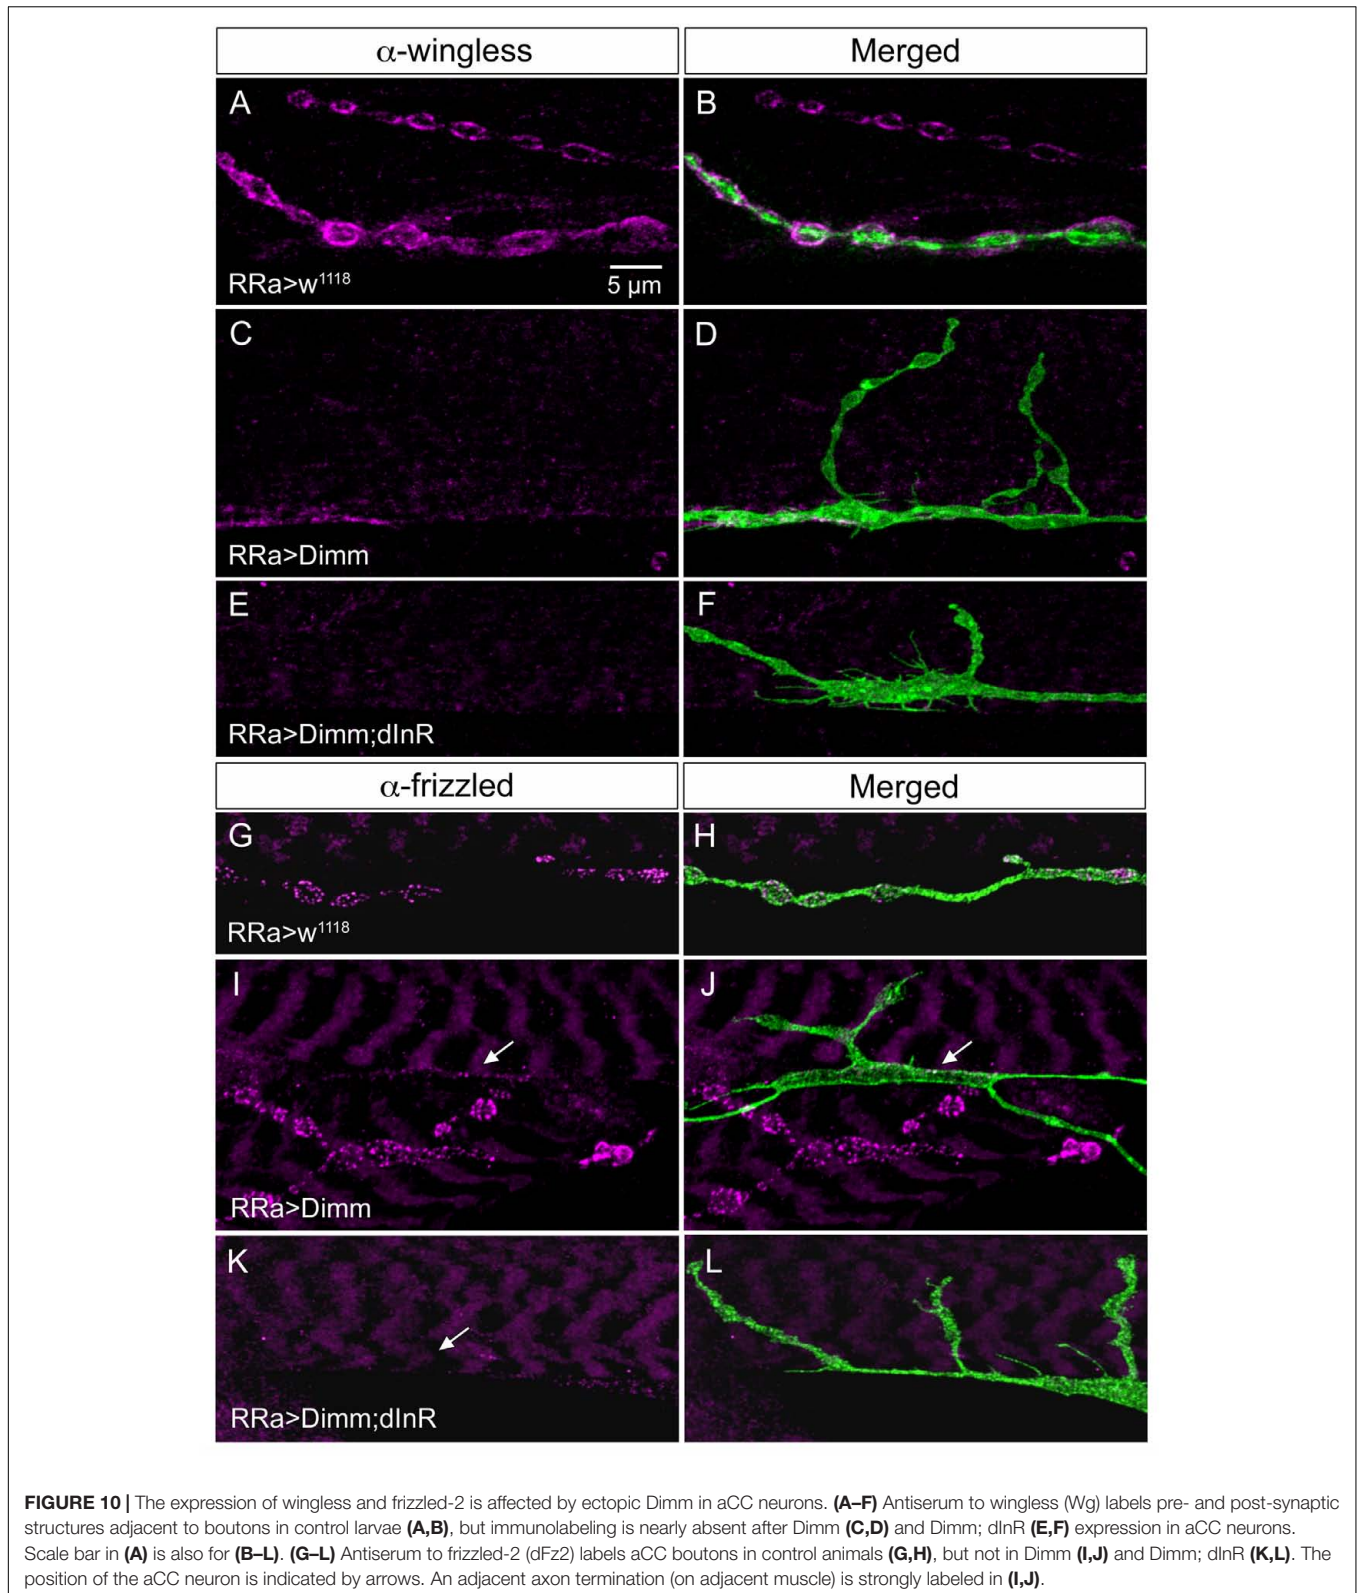 α-wingless Merged
A B
RRa>w1118 5 µm
C D
RRa>Dimm
E F
RRa>Dimm;dInR
α-frizzled Merged
G H
RRa>w1118
I J
RRa>Dimm
K L
RRa>Dimm;dInR
FIGURE 10 | The expression of wingless and frizzled-2 is affected by ectopic Dimm in aCC neurons. (A–F) Antiserum to wingless (Wg) labels pre- and post-synaptic
structures adjacent to boutons in control larvae (A,B), but immunolabeling is nearly absent after Dimm (C,D) and Dimm; dInR (E,F) expression in aCC neurons.
Scale bar in (A) is also for (B–L). (G–L) Antiserum to frizzled-2 (dFz2) labels aCC boutons in control animals (G,H), but not in Dimm (I,J) and Dimm; dInR (K,L). The
position of the aCC neuron is indicated by arrows. An adjacent axon termination (on adjacent muscle) is strongly labeled in (I,J).